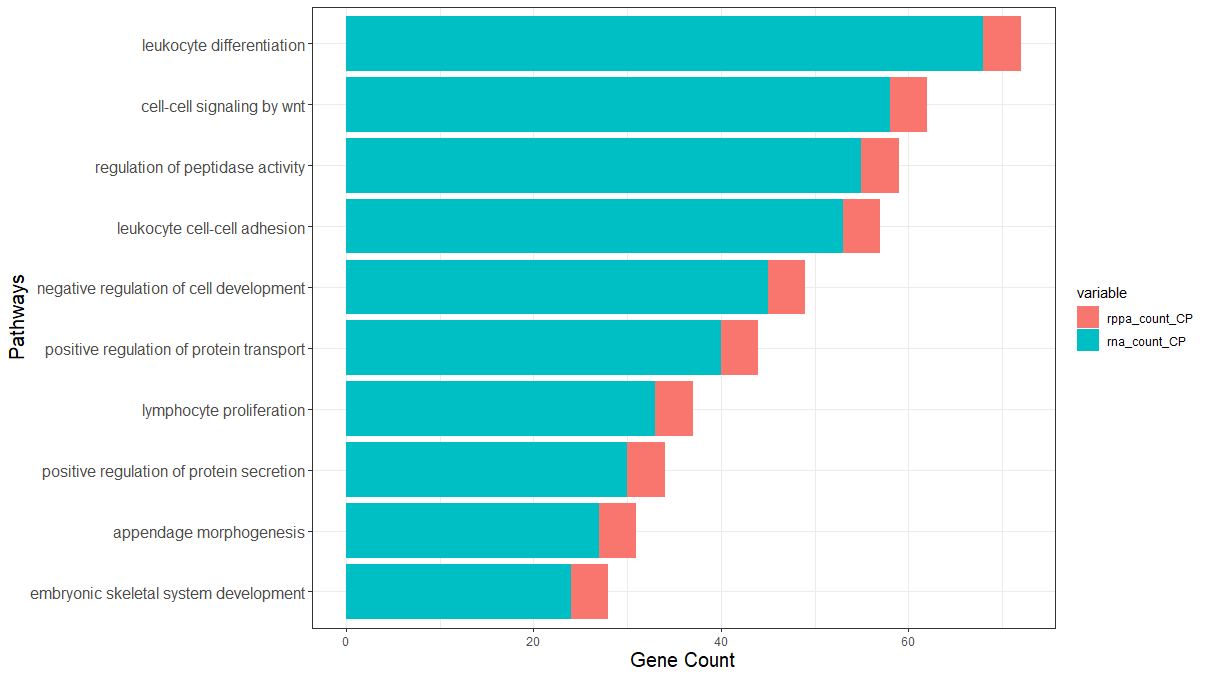 leukocyte differentiation
cell-cell signaling by wnt
regulation of peptidase activity
leukocyte cell-cell adhesion
negative regulation of cell development
positive regulation of protein transport
lymphocyte proliferation
positive regulation of protein secretion
appendage morphogenesis
embryonic skeletal system development
Pathways
0 20 40 60
Gene Count
variable
rppa_count_CP
rna_count_CP